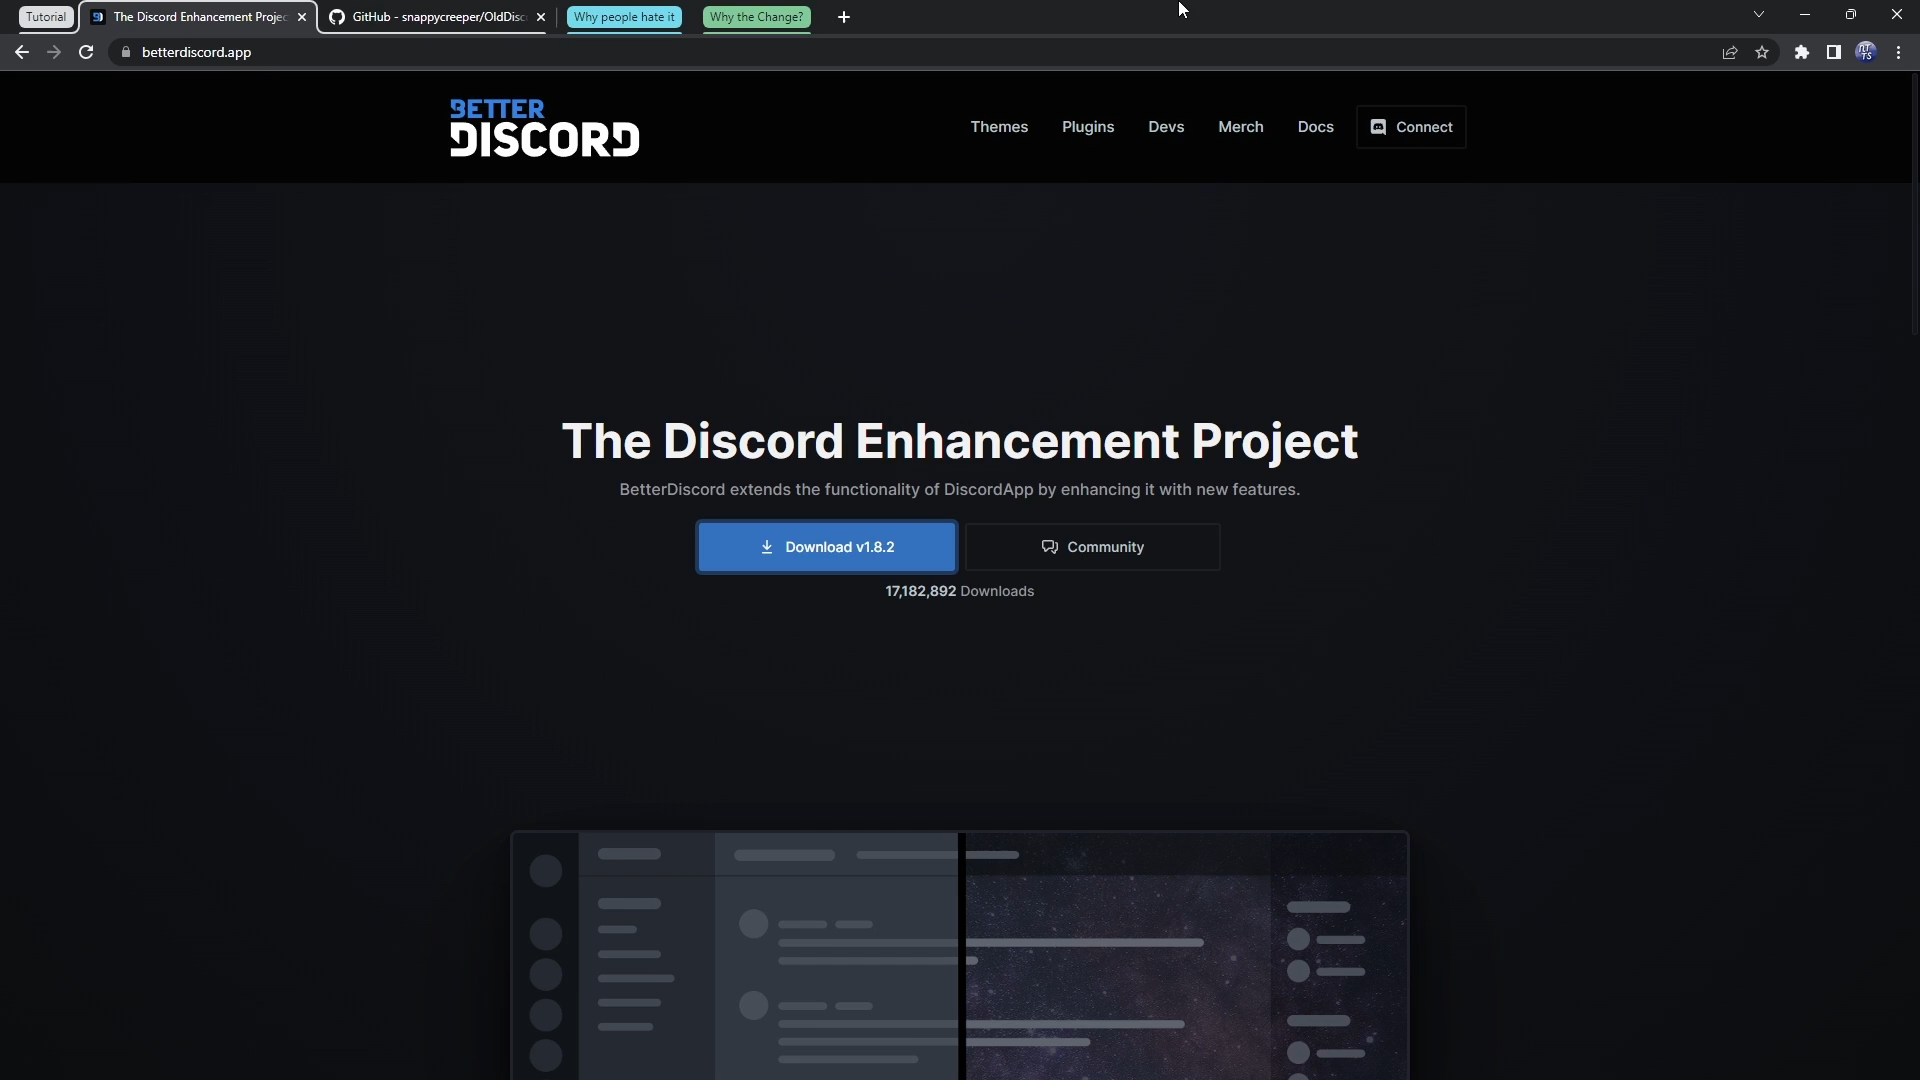 Tutorial
The Discord Enhancement Projec
GitHub - snappycreeper/OldDisc
Why people hate it
Why the Change?
betterdiscord.app
BETTER
DISCORD
Themes
Plugins
Devs
Merch
Docs
Connect
The Discord Enhancement Project
BetterDiscord extends the functionality of DiscordApp by enhancing it with new features.
Download v1.8.2
Community
17,182,892 Downloads